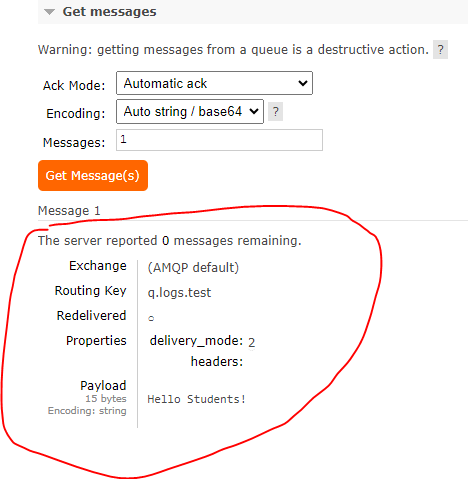 Get messages
Warning: getting messages from a queue is a destructive action. ?
Ack Mode: Automatic ack
Encoding: Auto string / base64 ?
Messages: 1
Get Message(s)
Message 1
The server reported 0 messages remaining.
Exchange (AMQP default)
Routing Key q.logs.test
Redelivered ○
Properties delivery_mode: 2
headers:
Payload
15 bytes Hello Students!
Encoding: string